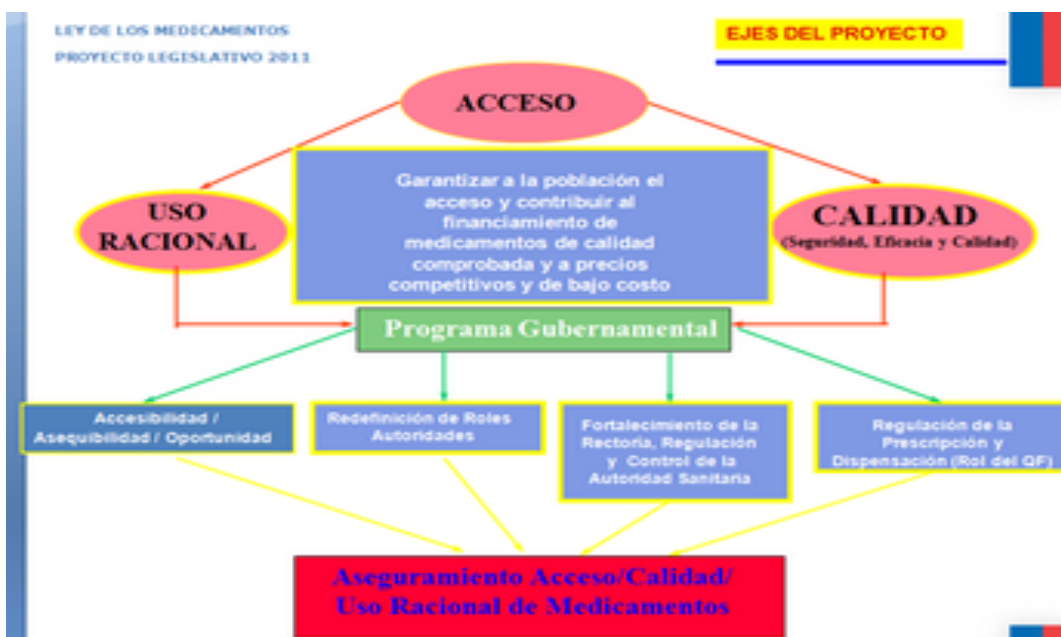 LEY DE LOS MEDICAMENTOS
PROYECTO LEGISLATIVO 2011
EJES DEL PROYECTO
ACCESO
USO
RACIONAL
Garantizar a la población el
acceso y contribuir al
financiamiento de
medicamentos de calidad
comprobada y a precios
competitivos y de bajo costo
CALIDAD
(Seguridad, Eficacia y Calidad)
Programa Gubernamental
Accesibilidad /
Asequibilidad / Oportunidad
Redefinición de Roles
Autoridades
Fortalecimiento de la
Rectoría, Regulación
y Control de la
Autoridad Sanitaria
Regulación de la
Prescripción y
Dispensación (Rol del QF)
Aseguramiento Acceso/Calidad/
Uso Racional de Medicamentos